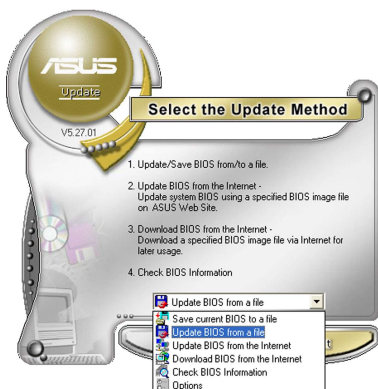 ASUS
Update
V5.27.01
Select the Update Method
1. Update/Save BIOS from/to a file.
2. Update BIOS from the Internet -
Update system BIOS using a specified BIOS image file
on ASUS Web Site.
3. Download BIOS from the Internet -
Download a specified BIOS image file via Internet for
later usage.
4. Check BIOS Information
Update BIOS from a file
Save current BIOS to a file
Update BIOS from a file
Update BIOS from the Internet
Download BIOS from the Internet
Check BIOS Information
Options